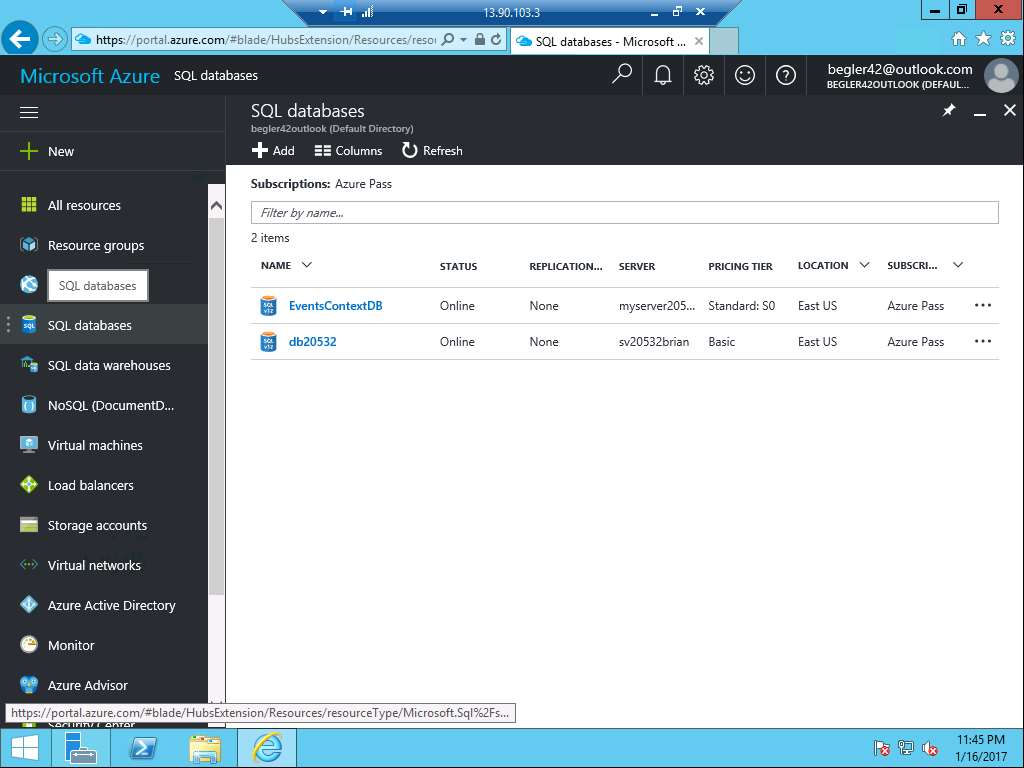 13.90.103.3
https://portal.azure.com/#blade/HubsExtension/Resources/reso
SQL databases - Microsoft ...
Microsoft Azure SQL databases
begler42@outlook.com
BEGLER42OUTLOOK (DEFAUL...
SQL databases
begler42outlook (Default Directory)
Add Columns Refresh
New
All resources
Resource groups
SQL databases
SQL databases
SQL data warehouses
NoSQL (DocumentD...
Virtual machines
Load balancers
Storage accounts
Virtual networks
Azure Active Directory
Monitor
Azure Advisor
Security Center
Subscriptions: Azure Pass
Filter by name...
2 items
NAME STATUS REPLICATION... SERVER PRICING TIER LOCATION SUBSCRI...
EventsContextDB Online None myserver205... Standard: S0 East US Azure Pass
db20532 Online None sv20532brian Basic East US Azure Pass
https://portal.azure.com/#blade/HubsExtension/Resources/resourceType/Microsoft.Sql%2Fs...
11:45 PM
1/16/2017